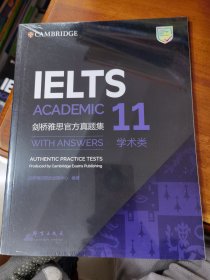 CAMBRIDGE
IELTS
ACADEMIC
11
剑桥雅思官方真题集
WITH ANSWERS
学术类
AUTHENTIC PRACTICE TESTS
Produced by Cambridge Exams Publishing